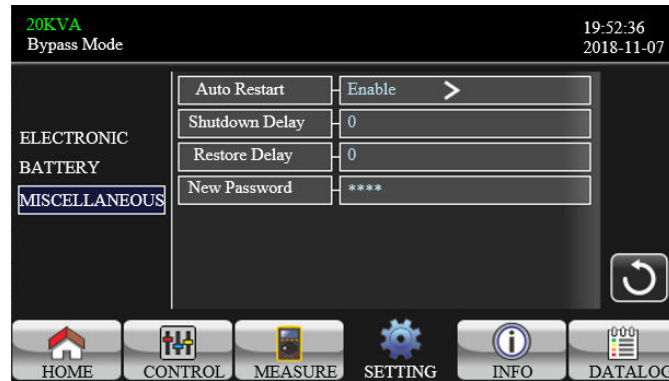 20KVA
19:52:36
Bypass Mode
2018-11-07
Auto Restart Enable >
Shutdown Delay 0
ELECTRONIC
Restore Delay 0
BATTERY
New Password ****
MISCELLANEOUS
HOME CONTROL MEASURE SETTING INFO DATALOG